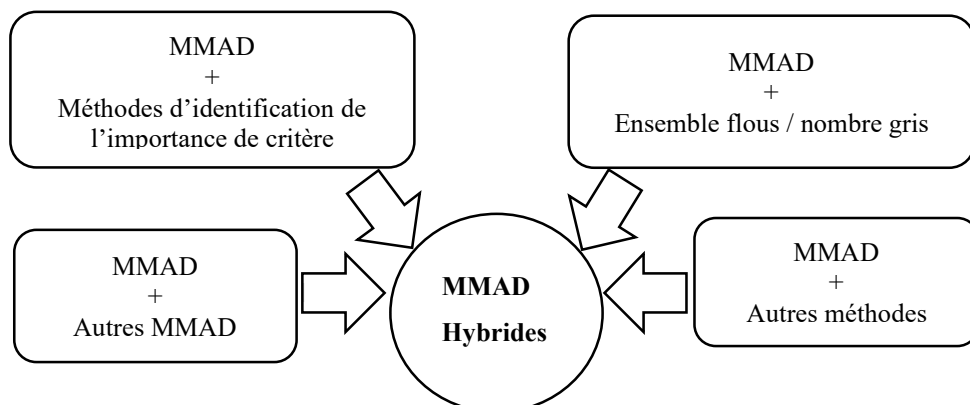 MMAD
+
Méthodes d’identification de
l’importance de critère
MMAD
+
Ensemble flous / nombre gris
MMAD
+
Autres MMAD
MMAD
Hybrides
MMAD
+
Autres méthodes